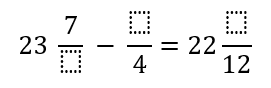 23 7/⬚ − ⬚/4 = 22 ⬚/12